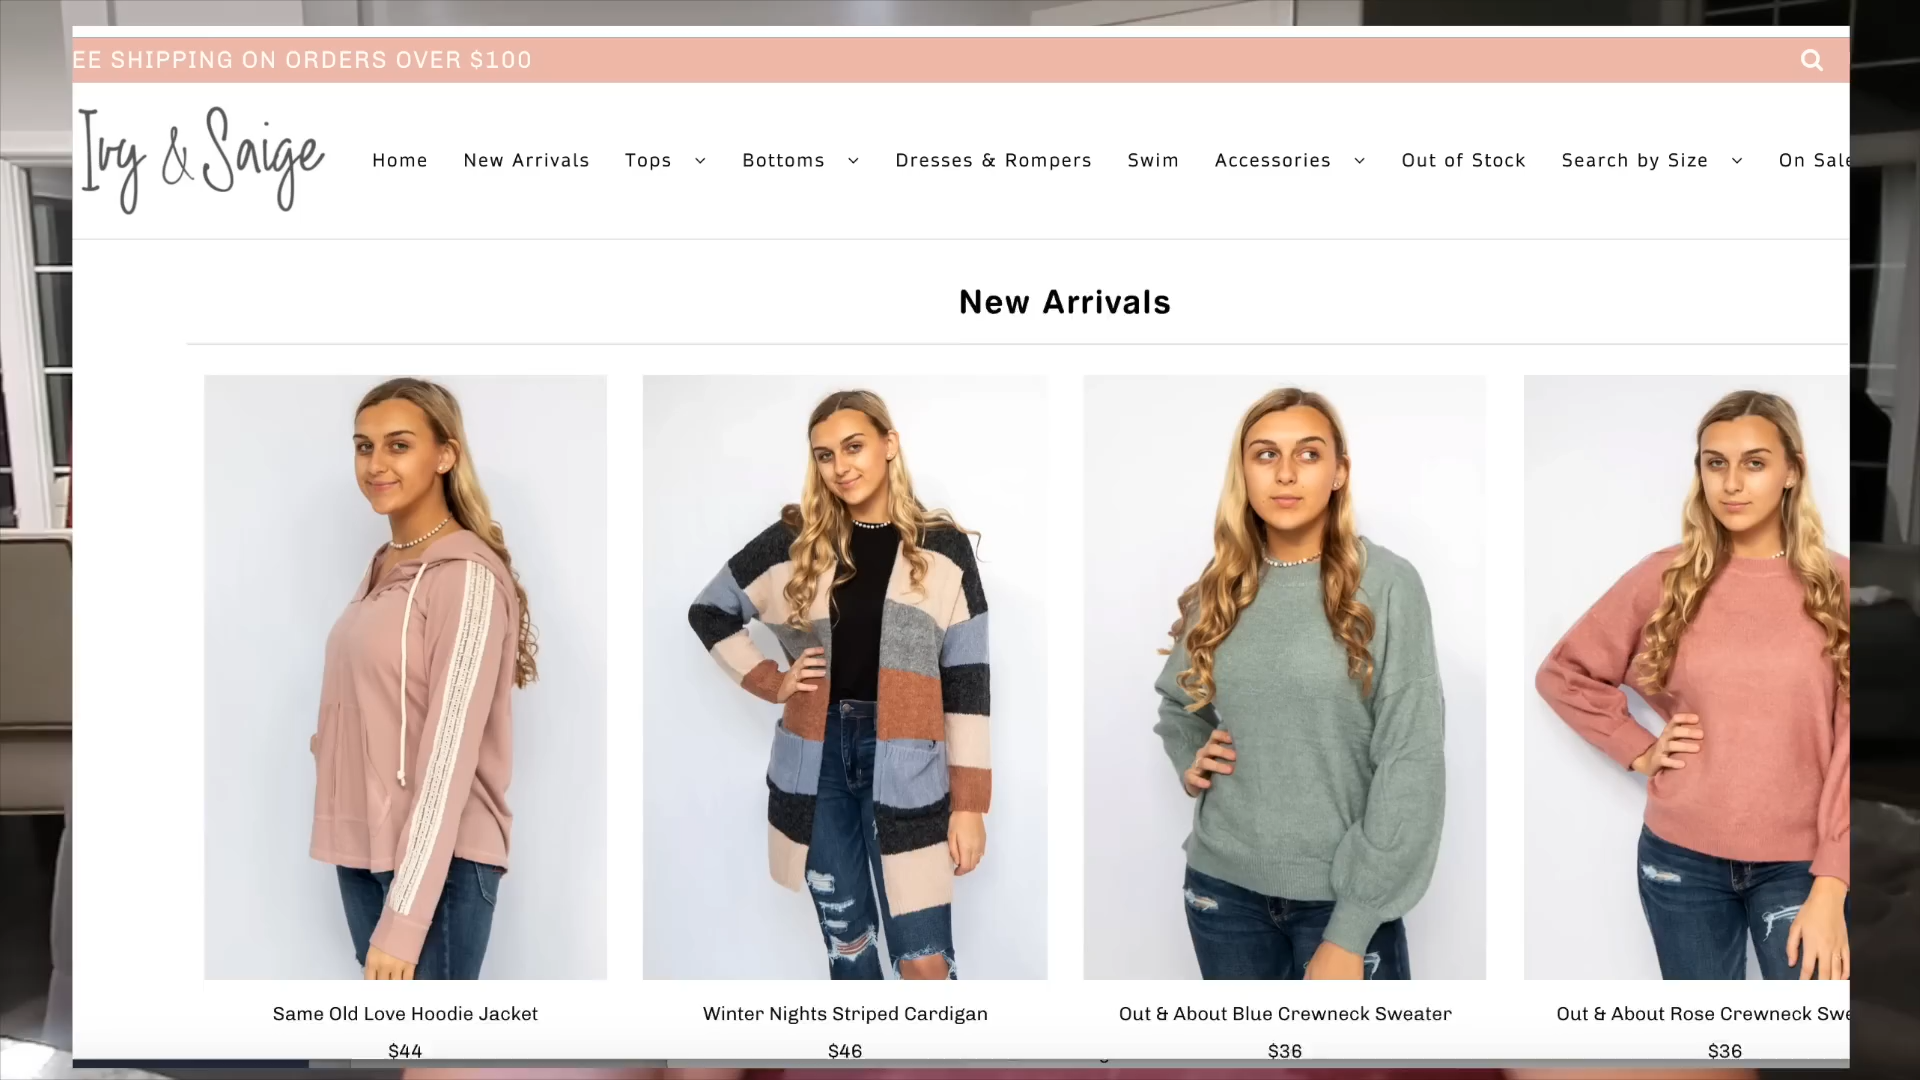 EE SHIPPING ON ORDERS OVER $100
Ivy & Saige
Home New Arrivals Tops Bottoms Dresses & Rompers Swim Accessories Out of Stock Search by Size On Sale
New Arrivals
Same Old Love Hoodie Jacket
$44
Winter Nights Striped Cardigan
$46
Out & About Blue Crewneck Sweater
$36
Out & About Rose Crewneck Swe
$36